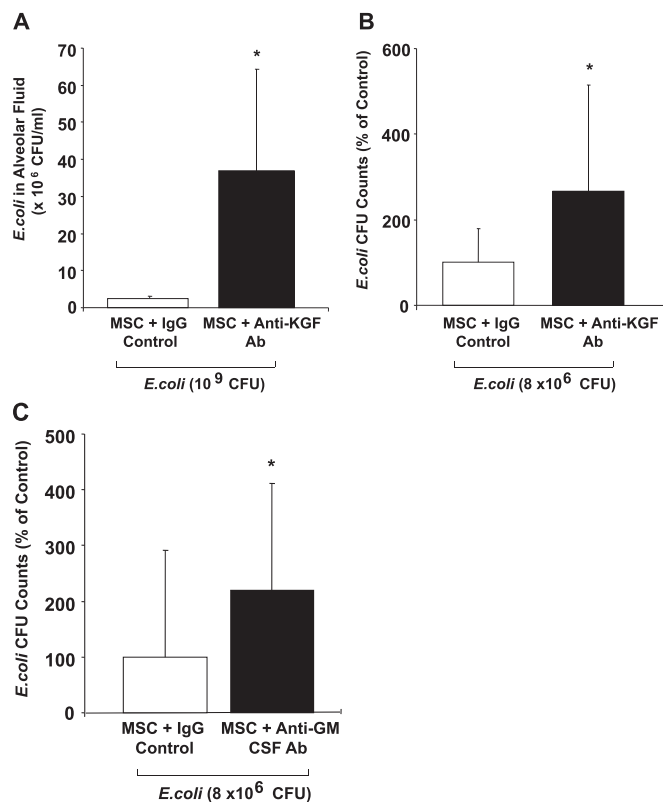 A
E.coli in Alveolar Fluid
(x 10 6 CFU/ml)
70
60
50
40
30
20
10
0
*
MSC + IgG
Control
MSC + Anti-KGF
Ab
E.coli (10 9 CFU)
B
E.coli CFU Counts (% of Control)
600
400
200
0
*
MSC + IgG
Control
MSC + Anti-KGF
Ab
E.coli (8 x10 6 CFU)
C
E.coli CFU Counts (% of Control)
500
400
300
200
100
0
*
MSC + IgG
Control
MSC + Anti-GM
CSF Ab
E.coli (8 x10 6 CFU)